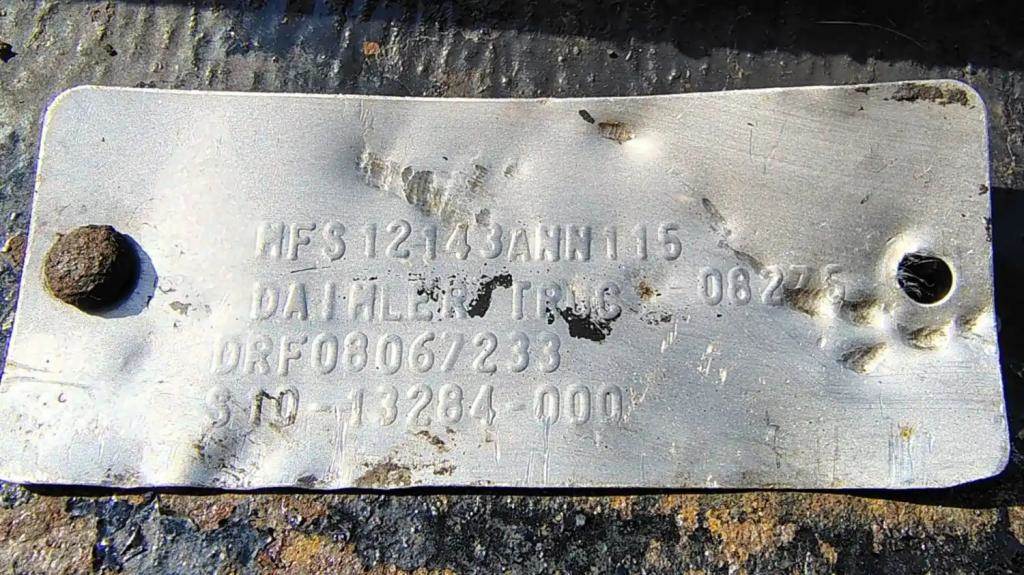 MFS12143ANN115
DAIMLER TRUC 08275
DRF08067233
S10-13284-000